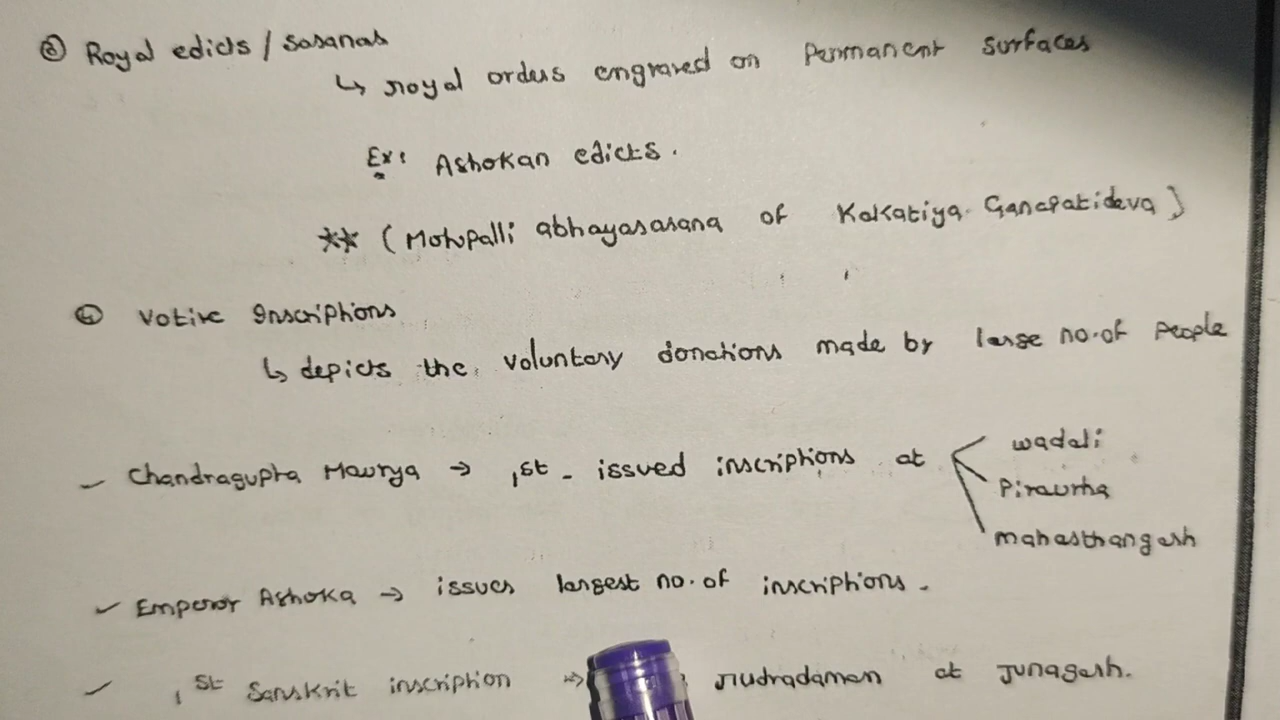 ③ Royal edicts / Sasanas
↳ royal orders engraved on Permanent surfaces
Ex: Ashokan edicts.
** (Motupalli abhayasasana of Kakatiya Ganapatideva)
④ Votive Inscriptions
↳ depicts the voluntary donations made by large no. of people
✓ Chandragupta Maurya → 1st - issued inscriptions at
wadali
Piraurha
mahasthangarh
✓ Emperor Ashoka → issues largest no. of inscriptions.
✓ 1st Sanskrit inscription → rudradaman at Junagarh.